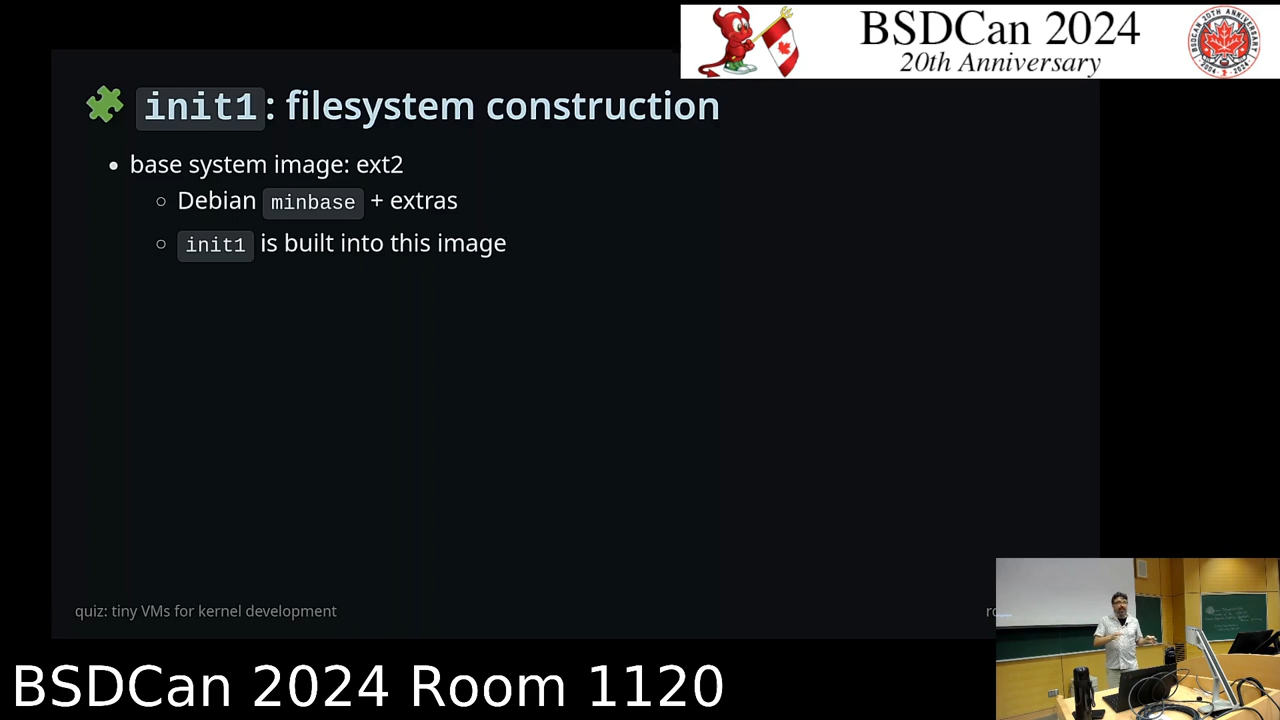 BSDCan 2024
20th Anniversary
init1: filesystem construction
base system image: ext2
Debian minbase + extras
init1 is built into this image
quiz: tiny VMs for kernel development
BSDCan 2024 Room 1120